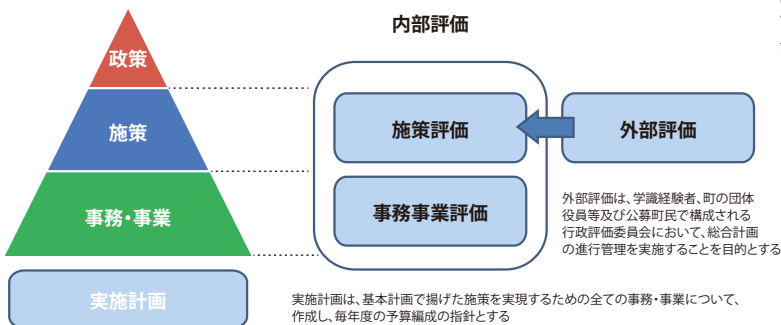 内部評価
政策
施策
事務・事業
実施計画
施策評価
事務事業評価
外部評価
外部評価は、学識経験者、町の団体
役員等及び公募町民で構成される
行政評価委員会において、総合計画
の進行管理を実施することを目的とする
実施計画は、基本計画で揚げた施策を実現するための全ての事務・事業について、
作成し、毎年度の予算編成の指針とする